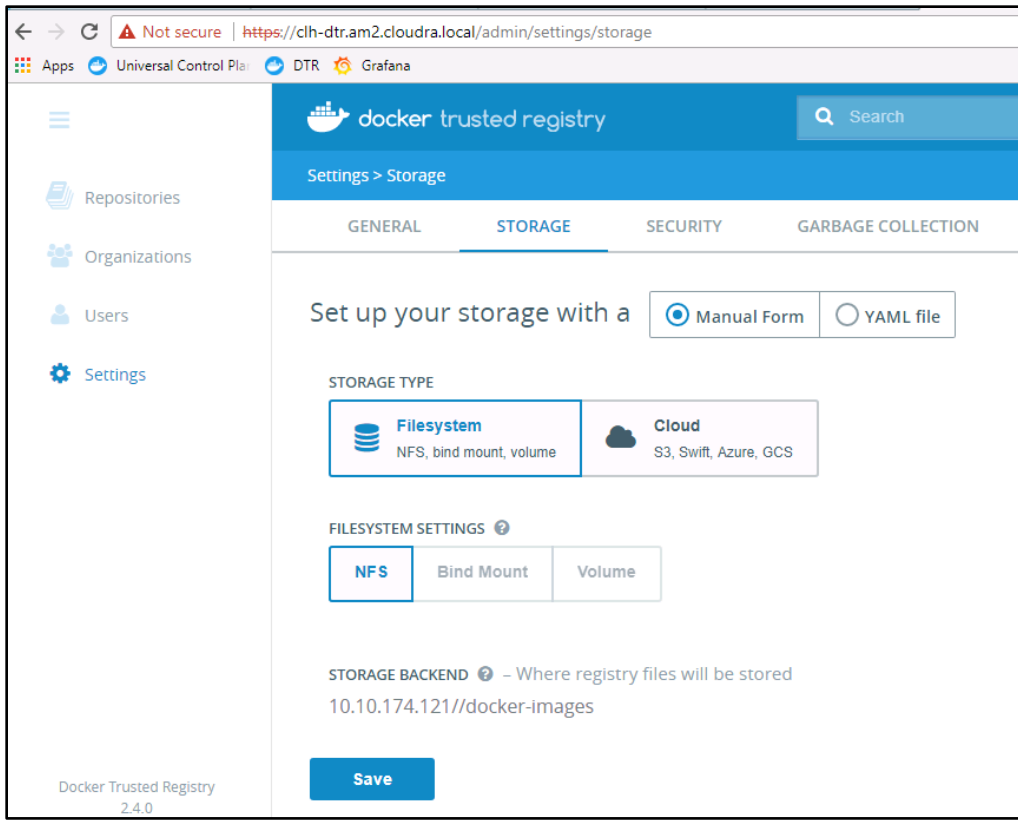 Not secure | https://clh-dtr.am2.cloudra.local/admin/settings/storage
Apps Universal Control Pla DTR Grafana
docker trusted registry Search
Settings > Storage
Repositories
Organizations
Users
Settings
GENERAL STORAGE SECURITY GARBAGE COLLECTION
Set up your storage with a Manual Form YAML file
STORAGE TYPE
Filesystem Cloud
NFS, bind mount, volume S3, Swift, Azure, GCS
FILESYSTEM SETTINGS ?
NFS Bind Mount Volume
STORAGE BACKEND ? – Where registry files will be stored
10.10.174.121//docker-images
Save
Docker Trusted Registry
2.4.0